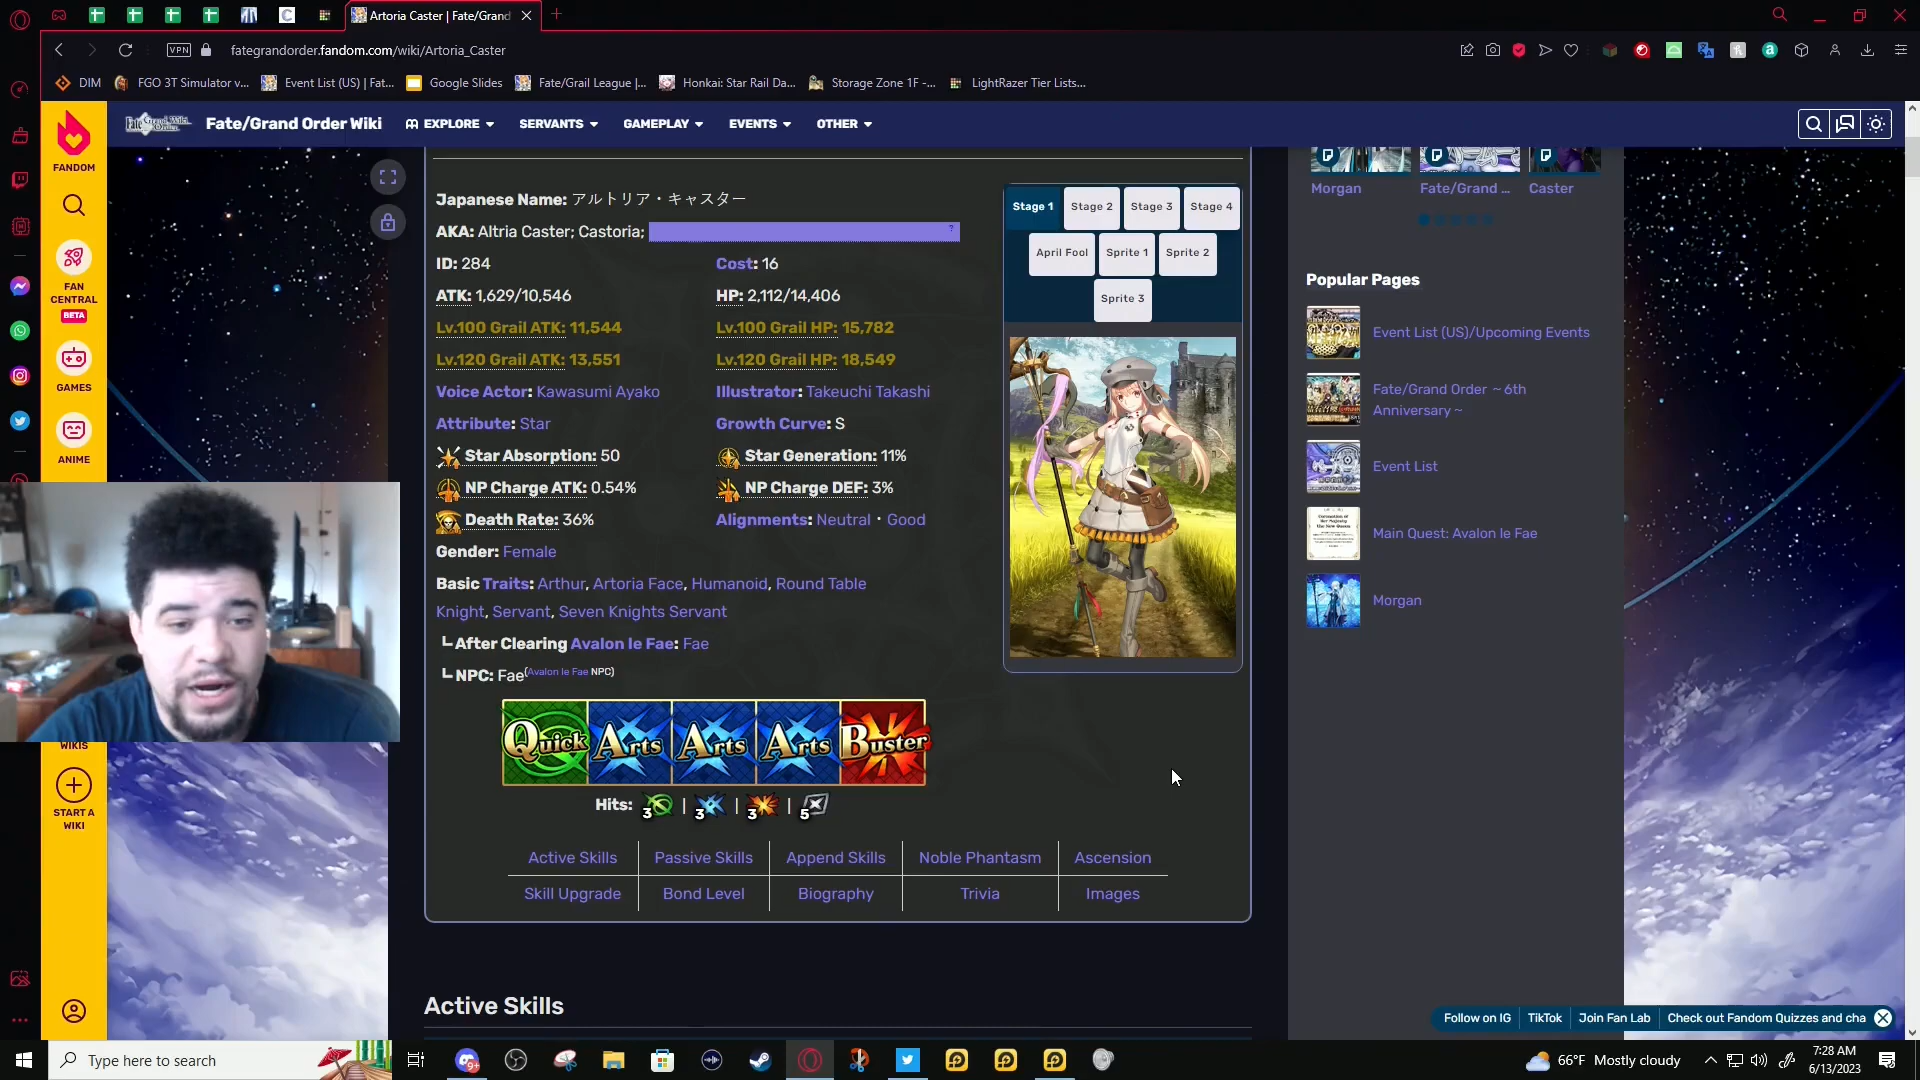 Artoria Caster | Fate/Grand
VPN
fategrandorder.fandom.com/wiki/Artoria_Caster
DIM
FGO 3T Simulator v...
Event List (US) | Fat...
Google Slides
Fate/Grail League |...
Honkai: Star Rail Da...
Storage Zone 1F -...
LightRazer Tier Lists...
FANDOM
Fate/Grand Order Wiki
EXPLORE
SERVANTS
GAMEPLAY
EVENTS
OTHER
FAN CENTRAL
BETA
GAMES
ANIME
WIKIS
START A WIKI
Japanese Name: アルトリア・キャスター
AKA: Altria Caster; Castoria; ?
ID: 284
Cost: 16
ATK: 1,629/10,546
HP: 2,112/14,406
Lv.100 Grail ATK: 11,544
Lv.100 Grail HP: 15,782
Lv.120 Grail ATK: 13,551
Lv.120 Grail HP: 18,549
Voice Actor: Kawasumi Ayako
Illustrator: Takeuchi Takashi
Attribute: Star
Growth Curve: S
Star Absorption: 50
Star Generation: 11%
NP Charge ATK: 0.54%
NP Charge DEF: 3%
Death Rate: 36%
Alignments: Neutral・Good
Gender: Female
Basic Traits: Arthur, Artoria Face, Humanoid, Round Table
Knight, Servant, Seven Knights Servant
┗ After Clearing Avalon le Fae: Fae
┗ NPC: Fae(Avalon le Fae NPC)
Quick Arts Arts Arts Buster
Hits: 3 | 3 | 3 | 5
Active Skills
Passive Skills
Append Skills
Noble Phantasm
Ascension
Skill Upgrade
Bond Level
Biography
Trivia
Images
Active Skills
Stage 1
Stage 2
Stage 3
Stage 4
April Fool
Sprite 1
Sprite 2
Sprite 3
Morgan
Fate/Grand ...
Caster
Popular Pages
Event List (US)/Upcoming Events
Fate/Grand Order ～6th
Anniversary～
Event List
Main Quest: Avalon le Fae
Morgan
Follow on IG
TikTok
Join Fan Lab
Check out Fandom Quizzes and cha
Type here to search
9+
66°F Mostly cloudy
7:28 AM
6/13/2023